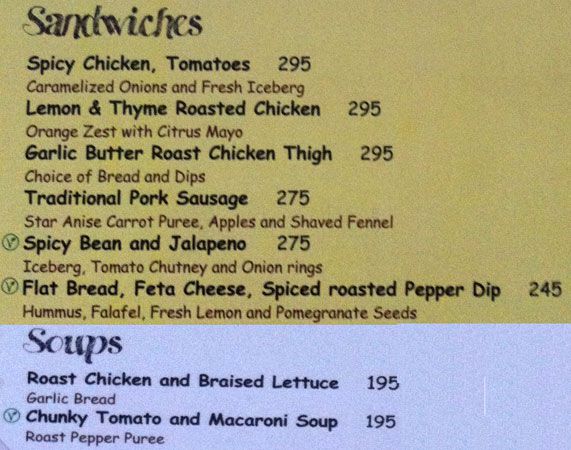 Sandwiches
Spicy Chicken, Tomatoes 295
Caramelized Onions and Fresh Iceberg
Lemon & Thyme Roasted Chicken 295
Orange Zest with Citrus Mayo
Garlic Butter Roast Chicken Thigh 295
Choice of Bread and Dips
Traditional Pork Sausage 275
Star Anise Carrot Puree, Apples and Shaved Fennel
Spicy Bean and Jalapeno 275
Iceberg, Tomato Chutney and Onion rings
Flat Bread, Feta Cheese, Spiced roasted Pepper Dip 245
Hummus, Falafel, Fresh Lemon and Pomegranate Seeds
Soups
Roast Chicken and Braised Lettuce 195
Garlic Bread
Chunky Tomato and Macaroni Soup 195
Roast Pepper Puree